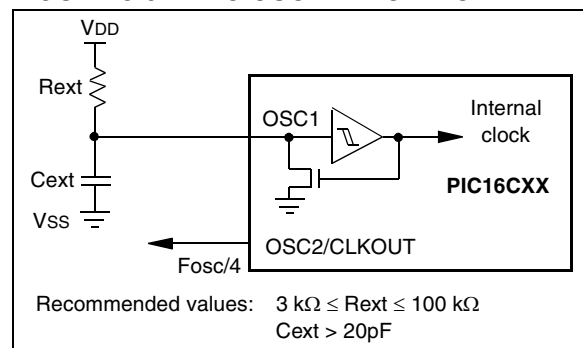 VDD
Rext
OSC1
Internal
clock
Cext
PIC16CXX
VSS
OSC2/CLKOUT
Fosc/4
Recommended values: 3 kΩ ≤ Rext ≤ 100 kΩ
Cext > 20pF